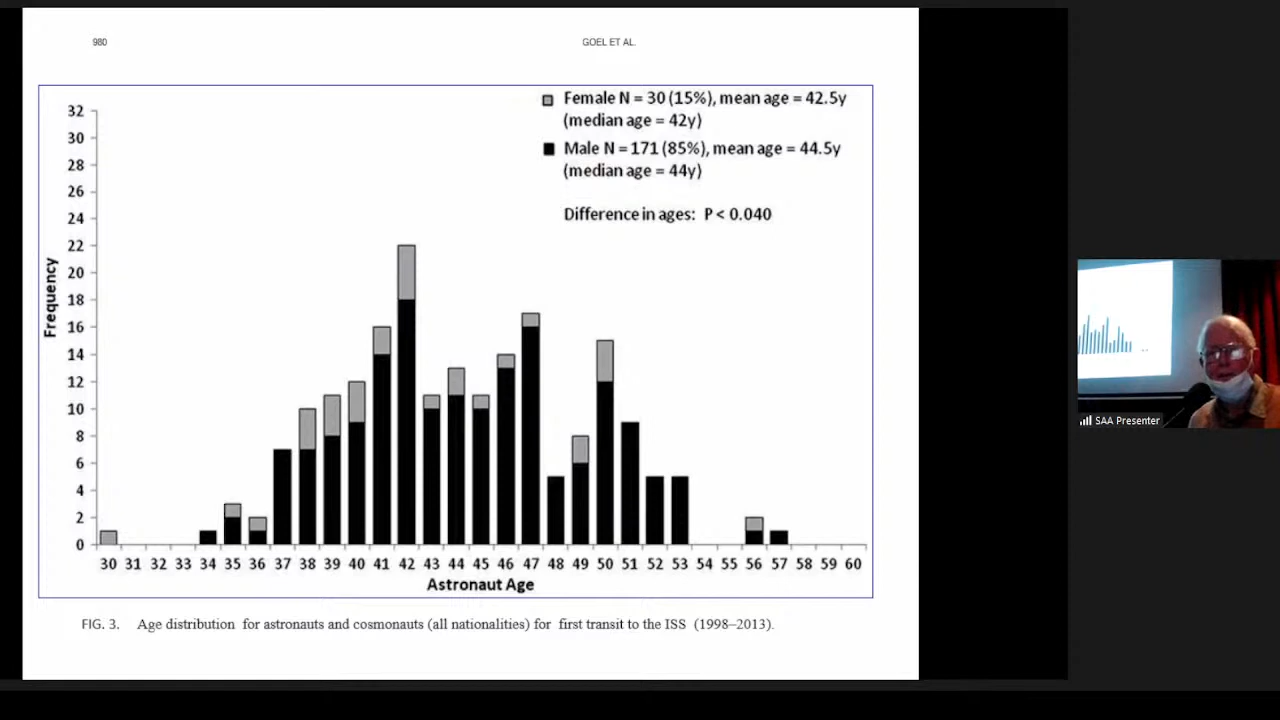 980
GOEL ET AL.
Female N = 30 (15%), mean age = 42.5y
(median age = 42y)
Male N = 171 (85%), mean age = 44.5y
(median age = 44y)
Difference in ages: P < 0.040
32
30
28
26
24
22
20
18
16
14
12
10
8
6
4
2
0
Frequency
30 31 32 33 34 35 36 37 38 39 40 41 42 43 44 45 46 47 48 49 50 51 52 53 54 55 56 57 58 59 60
Astronaut Age
FIG. 3. Age distribution for astronauts and cosmonauts (all nationalities) for first transit to the ISS (1998–2013).
SAA Presenter